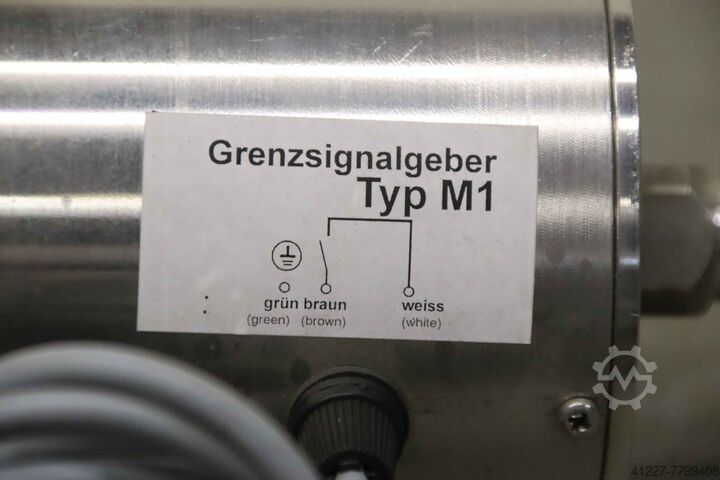 Grenzsignalgeber
Typ M1
grün braun weiss
(green) (brown) (white)
41227-7799408